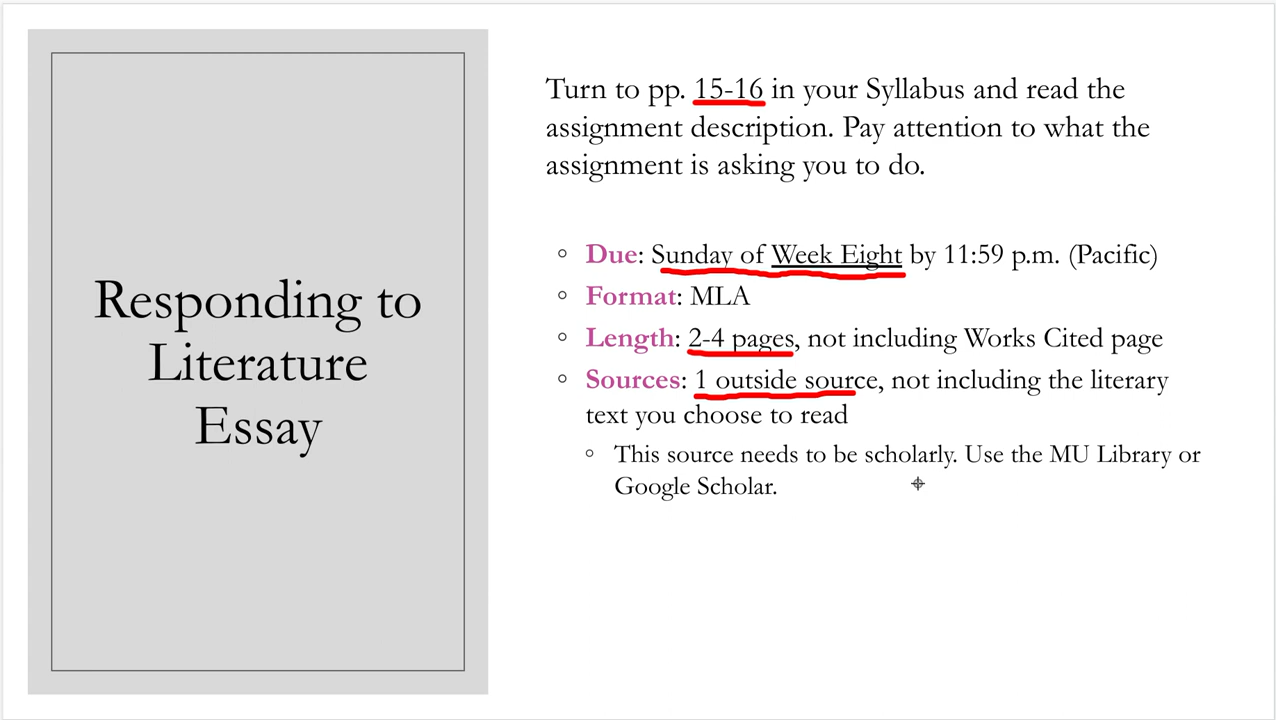 Responding to
Literature
Essay
Turn to pp. 15-16 in your Syllabus and read the
assignment description. Pay attention to what the
assignment is asking you to do.
◦ Due: Sunday of Week Eight by 11:59 p.m. (Pacific)
◦ Format: MLA
◦ Length: 2-4 pages, not including Works Cited page
◦ Sources: 1 outside source, not including the literary
text you choose to read
◦ This source needs to be scholarly. Use the MU Library or
Google Scholar.